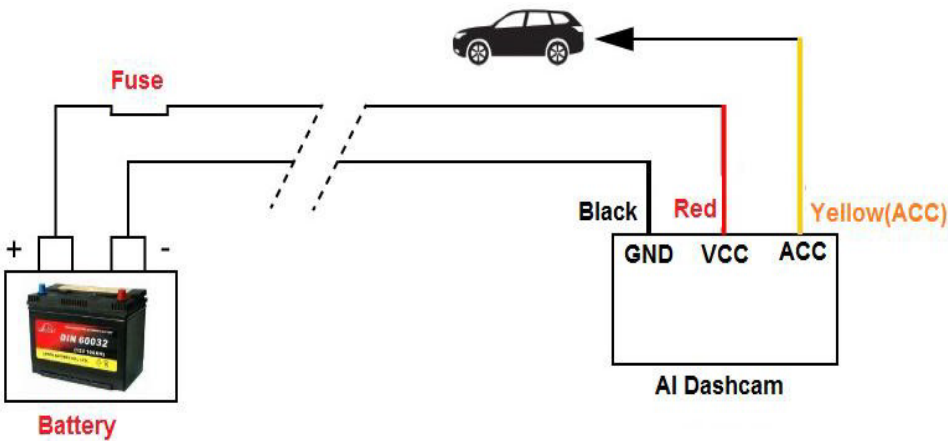 Fuse
Black
Red
Yellow(ACC)
+
-
GND VCC ACC
DIN 60032
AI Dashcam
Battery